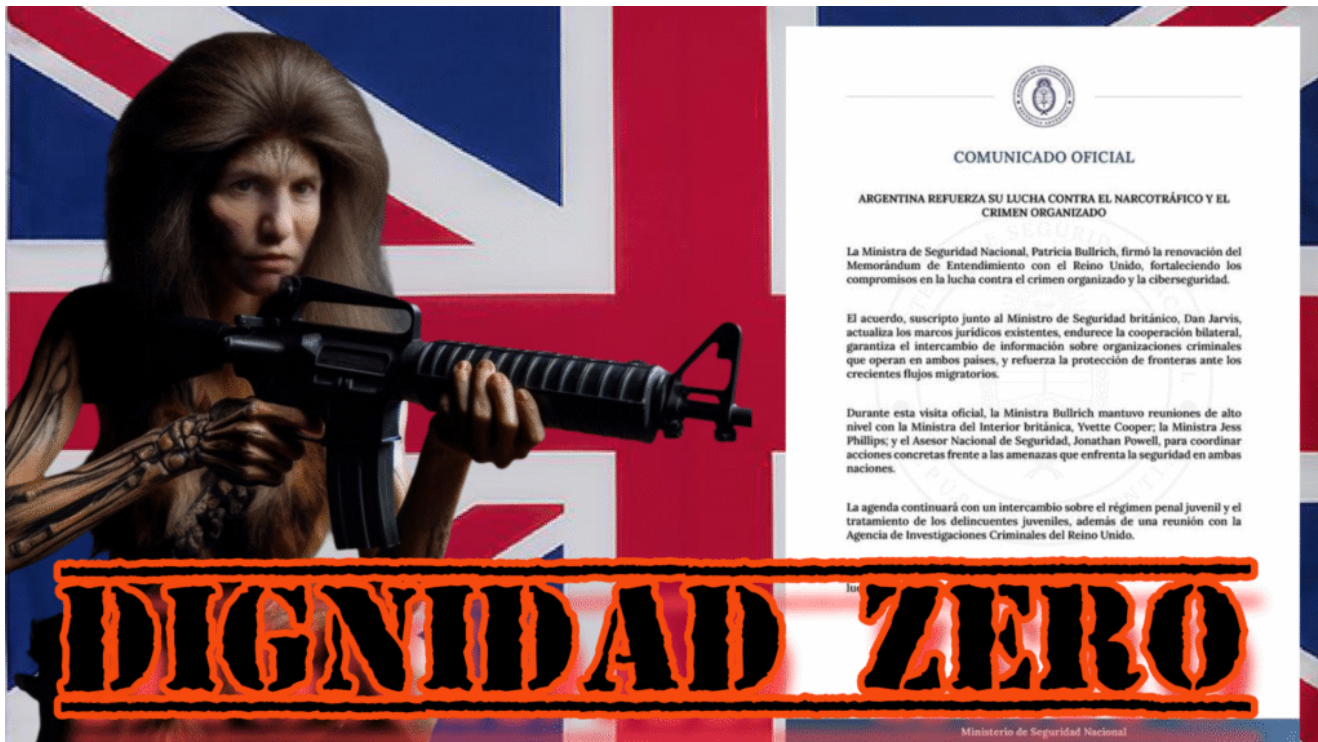 COMUNICADO OFICIAL
ARGENTINA REFUERZA SU LUCHA CONTRA EL NARCOTRÁFICO Y EL
CRIMEN ORGANIZADO
La Ministra de Seguridad Nacional, Patricia Bullrich, firmó la renovación del
Memorándum de Entendimiento con el Reino Unido, fortaleciendo los
compromisos en la lucha contra el crimen organizado y la ciberseguridad.
El acuerdo, suscripto junto al Ministro de Seguridad británico, Dan Jarvis,
actualiza los marcos jurídicos existentes, endurece la cooperación bilateral,
garantiza el intercambio de información sobre organizaciones criminales
que operan en ambos países, y refuerza la protección de fronteras ante los
crecientes flujos migratorios.
Durante esta visita oficial, la Ministra Bullrich mantuvo reuniones de alto
nivel con la Ministra del Interior británica, Yvette Cooper; la Ministra Jess
Phillips; y el Asesor Nacional de Seguridad, Jonathan Powell, para coordinar
acciones concretas frente a las amenazas que enfrenta la seguridad en ambas
naciones.
La agenda continuará con un intercambio sobre el régimen penal juvenil y el
tratamiento de los delincuentes juveniles, además de una reunión con la
Agencia de Investigaciones Criminales del Reino Unido.
DIGNIDAD ZERO
Ministerio de Seguridad Nacional